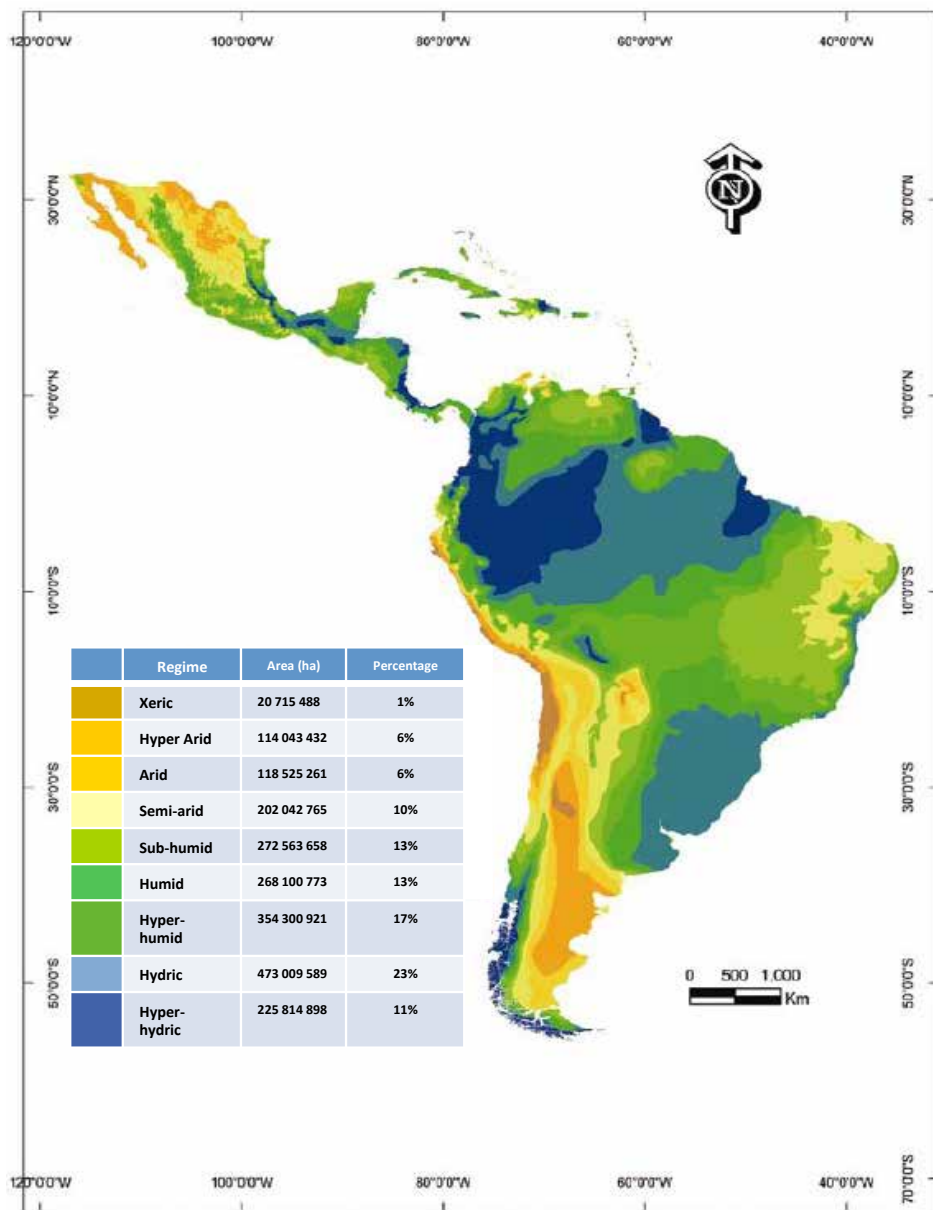 120°0'0"W 100°0'0"W 80°0'0"W 60°0'0"W 40°0'0"W
30°0'0"N 30°0'0"N
N
10°0'0"N 10°0'0"N
10°0'0"S 10°0'0"S
Regime Area (ha) Percentage
Xeric 20 715 488 1%
Hyper Arid 114 043 432 6%
Arid 118 525 261 6%
Semi-arid 202 042 765 10%
Sub-humid 272 563 658 13%
Humid 268 100 773 13%
Hyper- 354 300 921 17%
humid
Hydric 473 009 589 23%
Hyper- 225 814 898 11%
hydric
30°0'0"S 30°0'0"S
0 500 1,000
Km
50°0'0"S 50°0'0"S
70°0'0"S
120°0'0"W 100°0'0"W 80°0'0"W 60°0'0"W 40°0'0"W